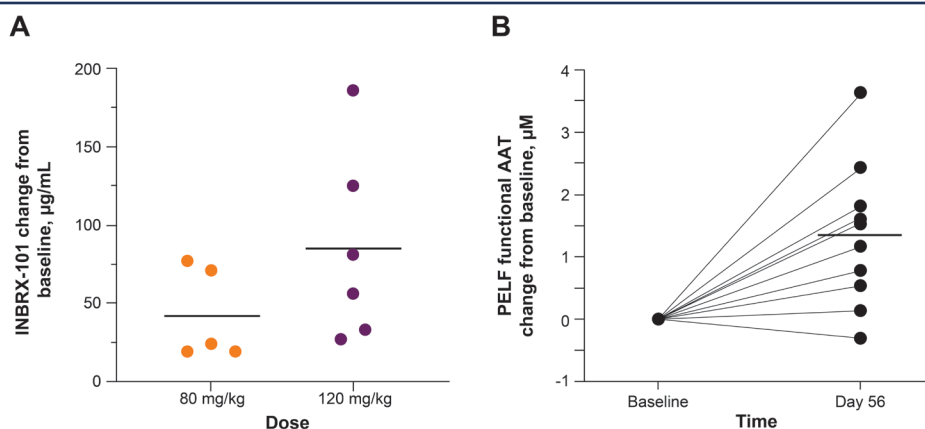 A
INBRX-101 change from
baseline, µg/mL
200
150
100
50
0
80 mg/kg
120 mg/kg
Dose
B
PELF functional AAT
change from baseline, µM
4
3
2
1
0
-1
Baseline
Day 56
Time